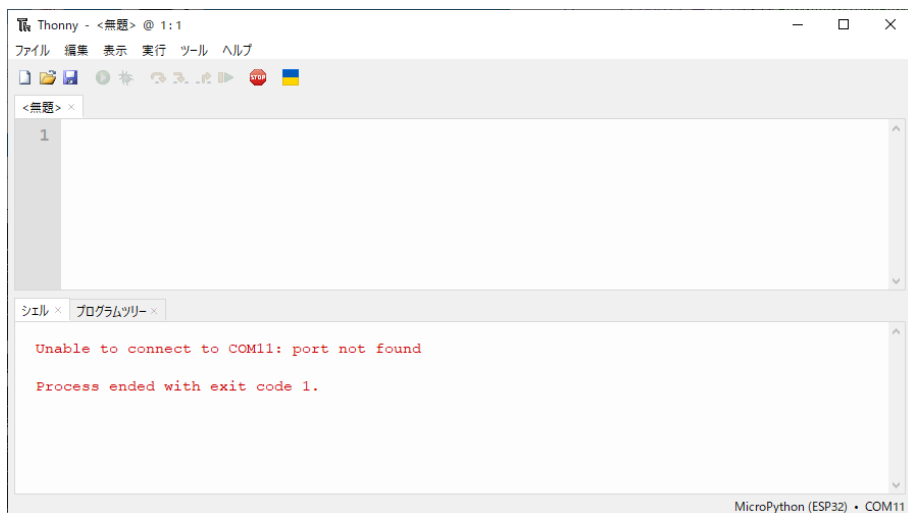 Thonny - <無題> @ 1:1
ファイル 編集 表示 実行 ツール ヘルプ
STOP
<無題> ×
1
シェル × プログラムツリー ×
Unable to connect to COM11: port not found
Process ended with exit code 1.
MicroPython (ESP32) • COM11